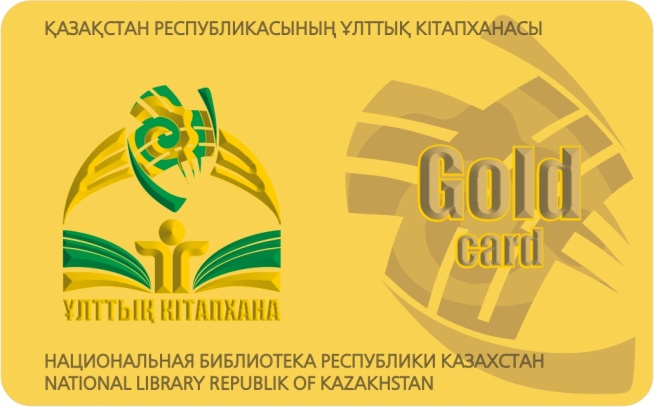 ҚАЗАҚСТАН РЕСПУБЛИКАСЫНЫҢ ҰЛТТЫҚ КІТАПХАНАСЫ
Gold
card
ҰЛТТЫҚ КІТАПХАНА
НАЦИОНАЛЬНАЯ БИБЛИОТЕКА РЕСПУБЛИКИ КАЗАХСТАН
NATIONAL LIBRARY REPUBLIK OF KAZAKHSTAN